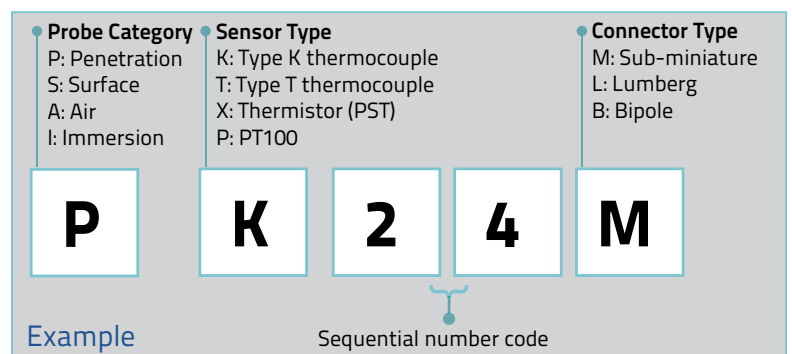 Probe Category
P: Penetration
S: Surface
A: Air
I: Immersion
Sensor Type
K: Type K thermocouple
T: Type T thermocouple
X: Thermistor (PST)
P: PT100
Connector Type
M: Sub-miniature
L: Lumberg
B: Bipole
P K 2 4 M
Example
Sequential number code